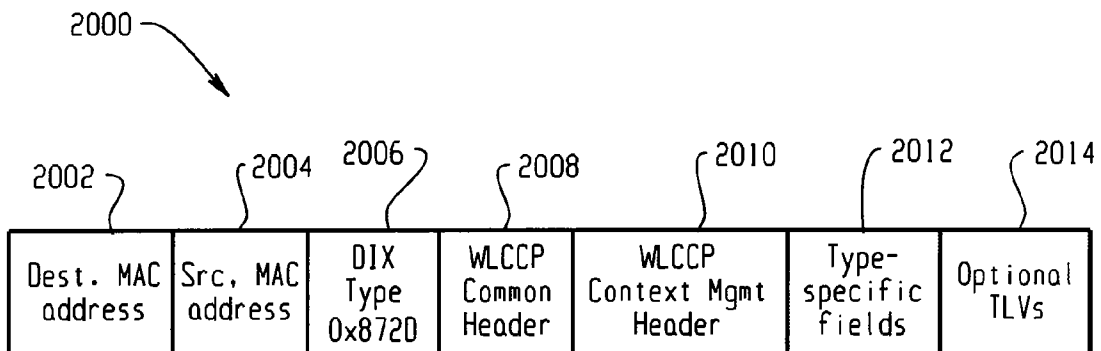 2000
2002
2004
2006
2008
2010
2012
2014
Dest. MAC
address
Src, MAC
address
DIX
Type
0x872D
WLCCP
Common
Header
WLCCP
Context Mgmt
Header
Type-
specific
fields
Optional
TLVs